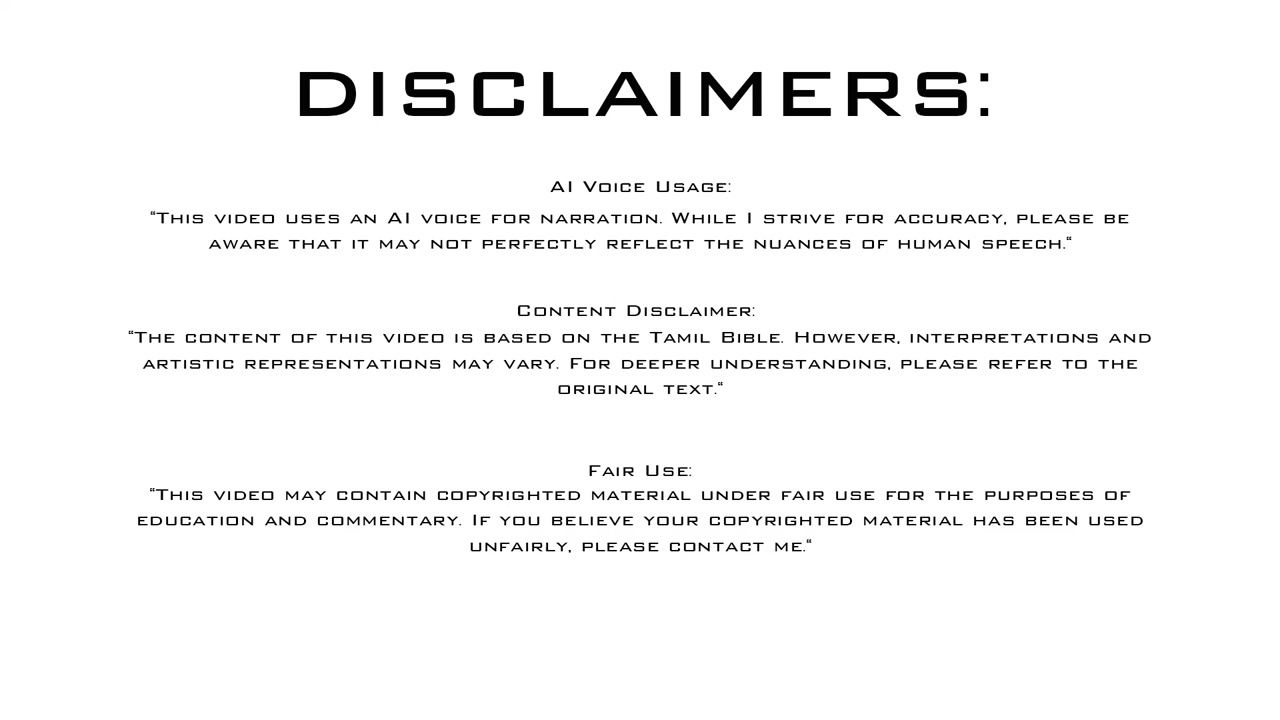 DISCLAIMERS:
AI Voice Usage:
“This video uses an AI voice for narration. While I strive for accuracy, please be
aware that it may not perfectly reflect the nuances of human speech.“
Content Disclaimer:
“The content of this video is based on the Tamil Bible. However, interpretations and
artistic representations may vary. For deeper understanding, please refer to the
original text.“
Fair Use:
“This video may contain copyrighted material under fair use for the purposes of
education and commentary. If you believe your copyrighted material has been used
unfairly, please contact me.“